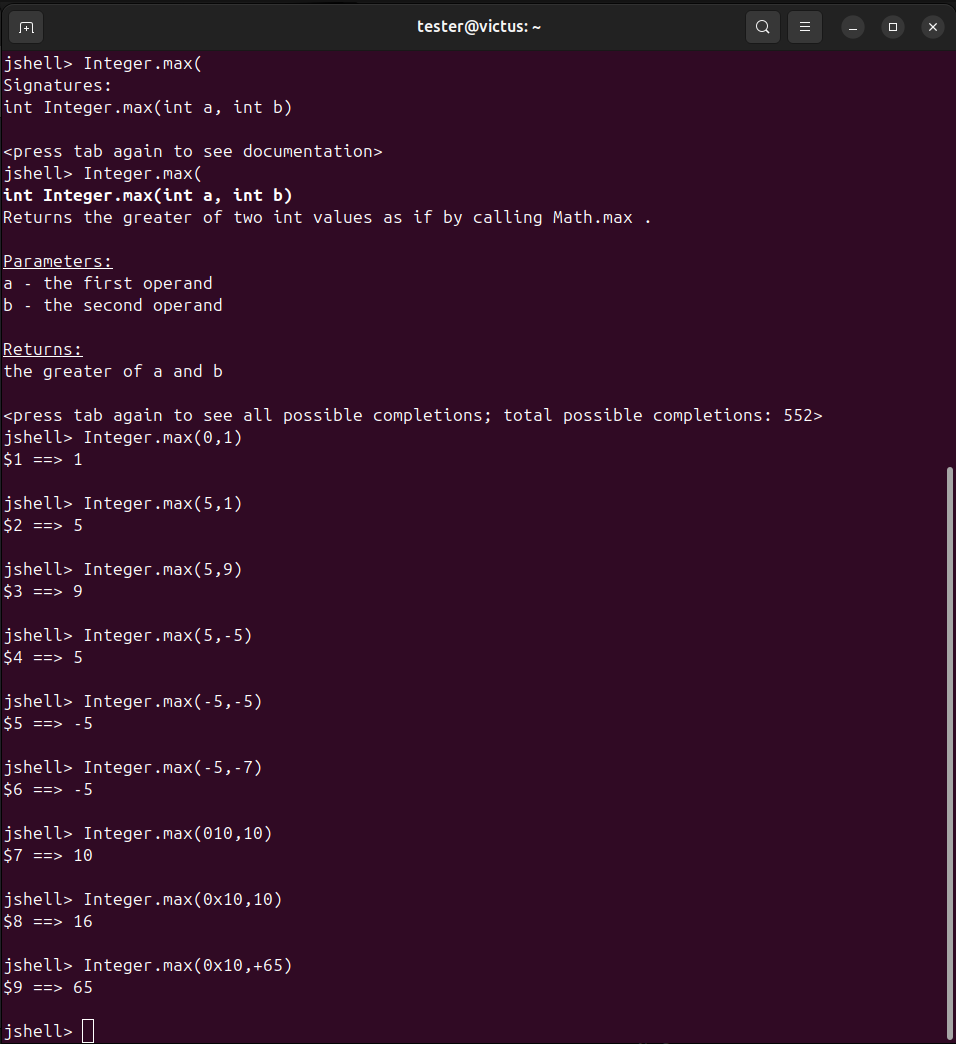 tester@victus: ~
jshell> Integer.max(
Signatures:
int Integer.max(int a, int b)
<press tab again to see documentation>
jshell> Integer.max(
int Integer.max(int a, int b)
Returns the greater of two int values as if by calling Math.max .
Parameters:
a - the first operand
b - the second operand
Returns:
the greater of a and b
<press tab again to see all possible completions; total possible completions: 552>
jshell> Integer.max(0,1)
$1 ==> 1
jshell> Integer.max(5,1)
$2 ==> 5
jshell> Integer.max(5,9)
$3 ==> 9
jshell> Integer.max(5,-5)
$4 ==> 5
jshell> Integer.max(-5,-5)
$5 ==> -5
jshell> Integer.max(-5,-7)
$6 ==> -5
jshell> Integer.max(010,10)
$7 ==> 10
jshell> Integer.max(0x10,10)
$8 ==> 16
jshell> Integer.max(0x10,+65)
$9 ==> 65
jshell>